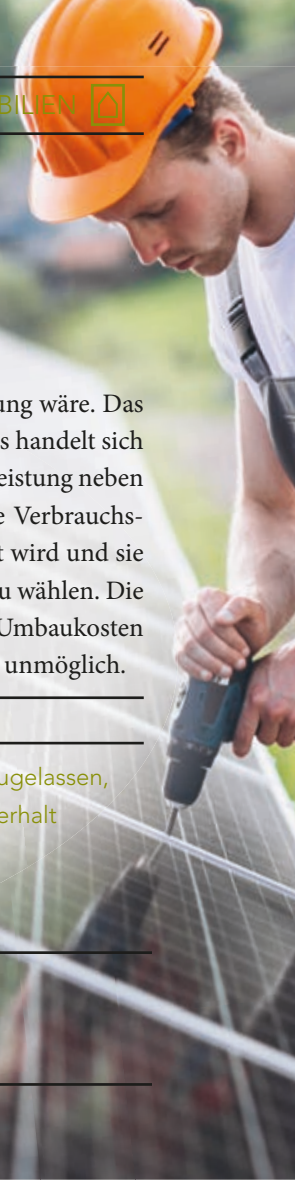 BILIEN
ung wäre. Das
s handelt sich
eistung neben
e Verbrauchs-
t wird und sie
u wählen. Die
Umbaukosten
unmöglich.
ugelassen,
erhalt